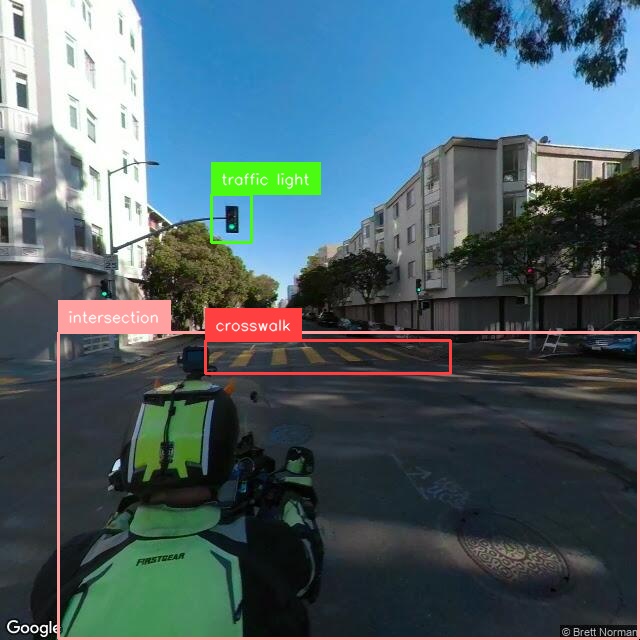 traffic light
intersection
crosswalk
FIRSTGEAR
Google
© Brett Norman